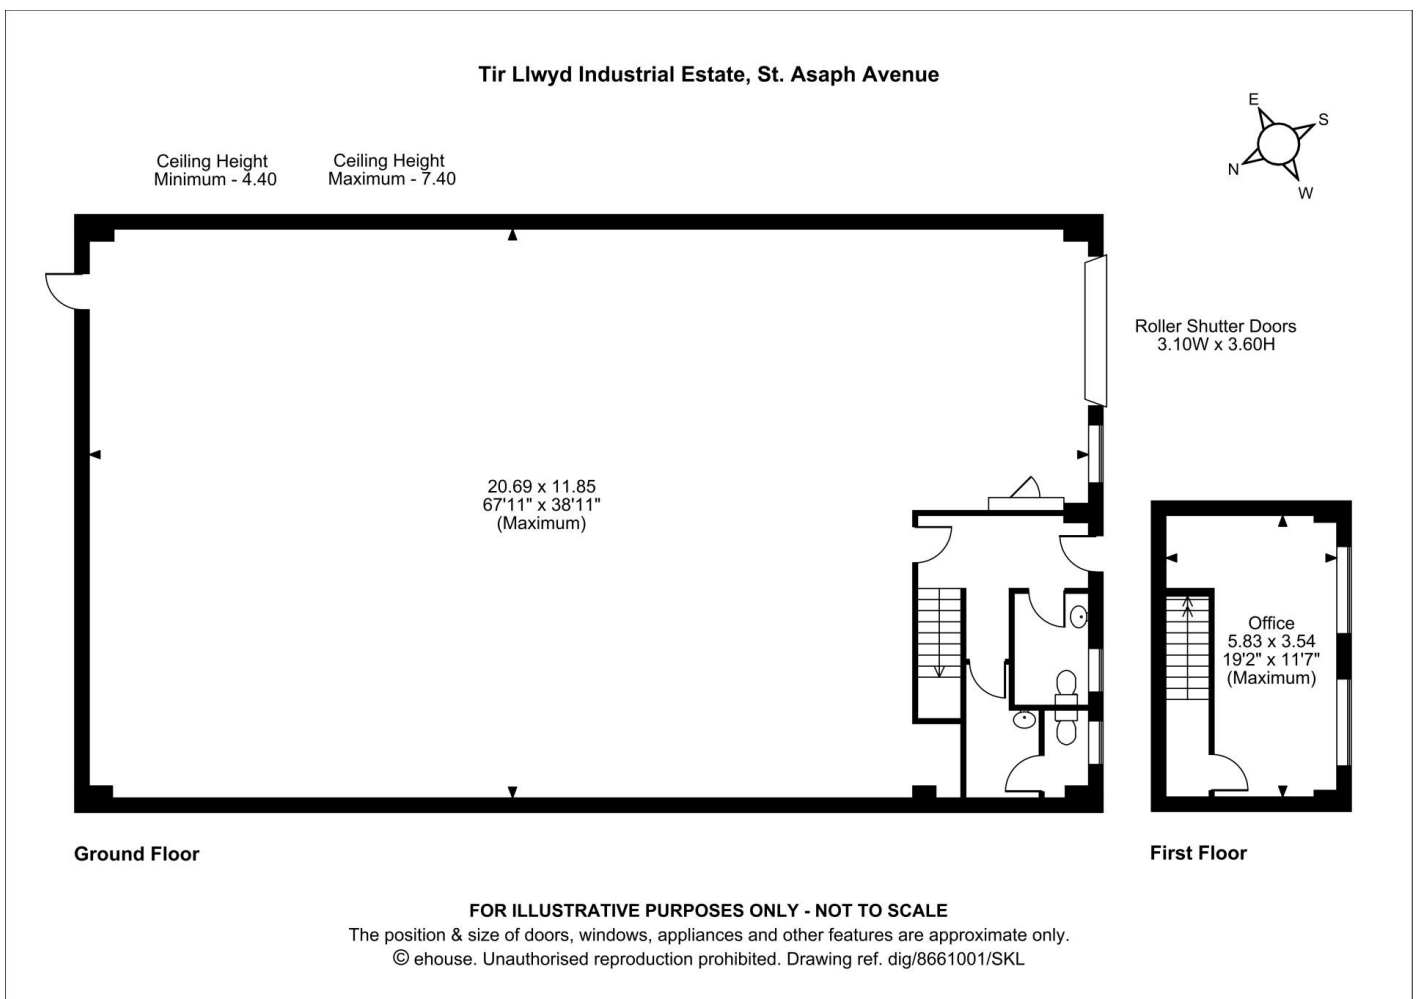 Tir Llwyd Industrial Estate, St. Asaph Avenue
E
S
N
W
Ceiling Height
Minimum - 4.40
Ceiling Height
Maximum - 7.40
Roller Shutter Doors
3.10W x 3.60H
20.69 x 11.85
67'11" x 38'11"
(Maximum)
Office
5.83 x 3.54
19'2" x 11'7"
(Maximum)
Ground Floor
First Floor
FOR ILLUSTRATIVE PURPOSES ONLY - NOT TO SCALE
The position & size of doors, windows, appliances and other features are approximate only.
© ehouse. Unauthorised reproduction prohibited. Drawing ref. dig/8661001/SKL